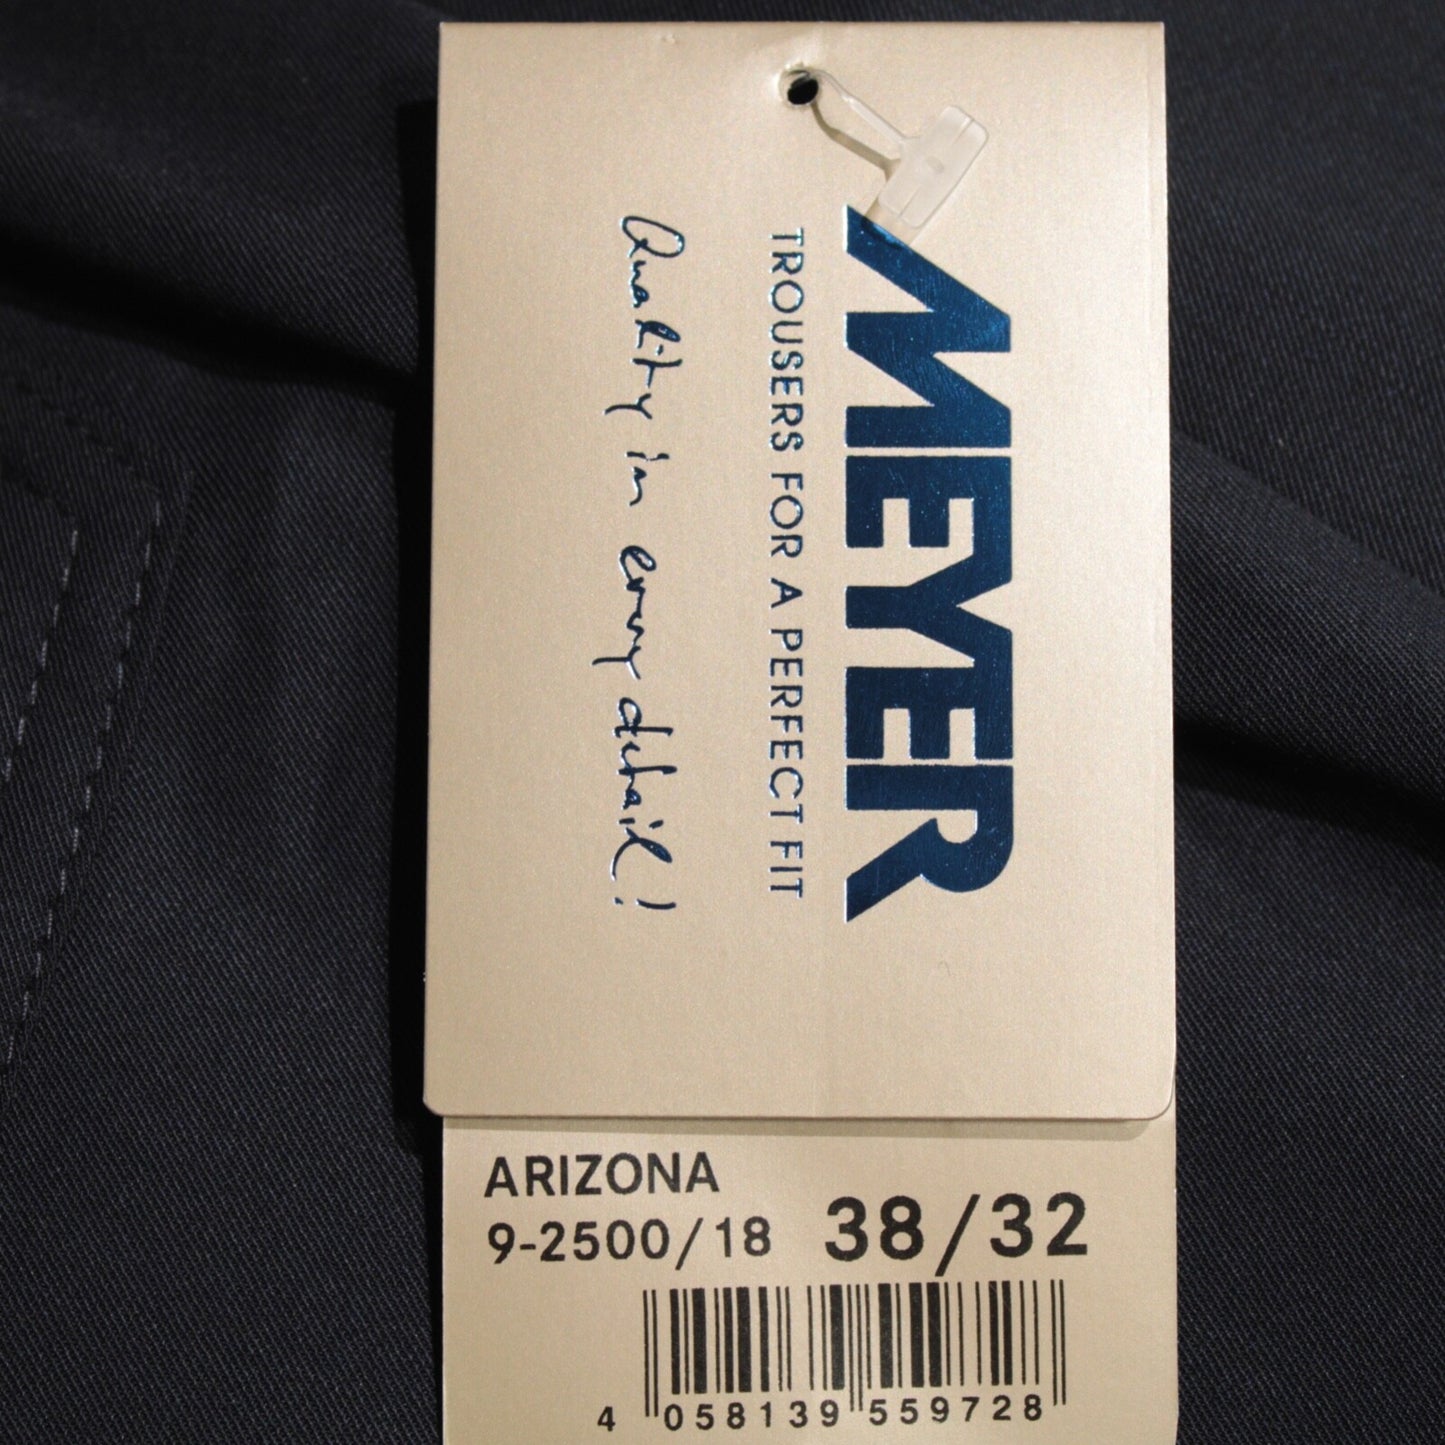 MEYER
TROUSERS FOR A PERFECT FIT
Quality in every detail!
ARIZONA
9-2500/18 38/32
4 058139 559728